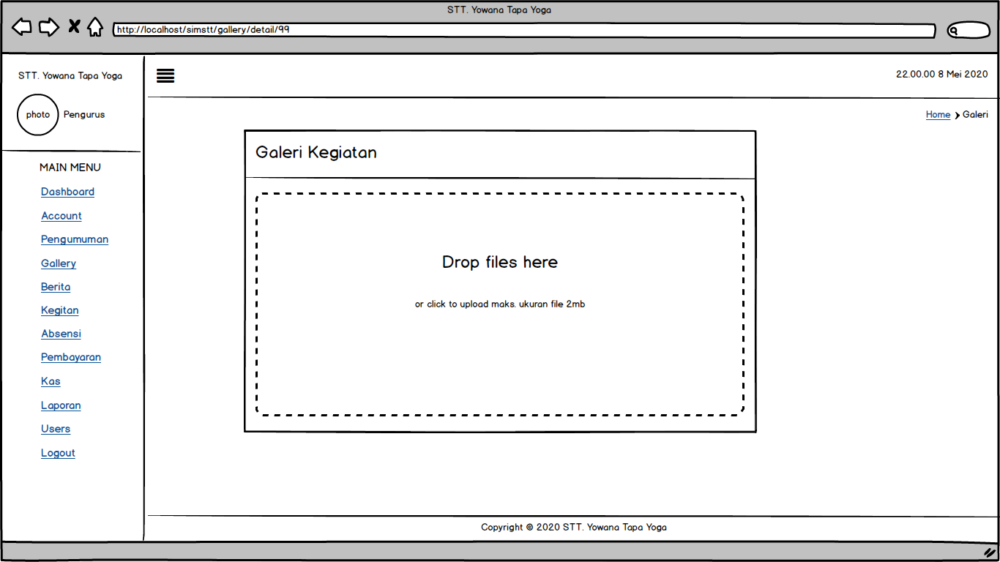 STT. Yowana Tapa Yoga
http://localhost/simstt/gallery/detail/99
STT. Yowana Tapa Yoga
22.00.00 8 Mei 2020
photo Pengurus
Home Galeri
MAIN MENU
Dashboard
Account
Pengumuman
Gallery
Berita
Kegitan
Absensi
Pembayaran
Kas
Laporan
Users
Logout
Galeri Kegiatan
Drop files here
or click to upload maks. ukuran file 2mb
Copyright © 2020 STT. Yowana Tapa Yoga